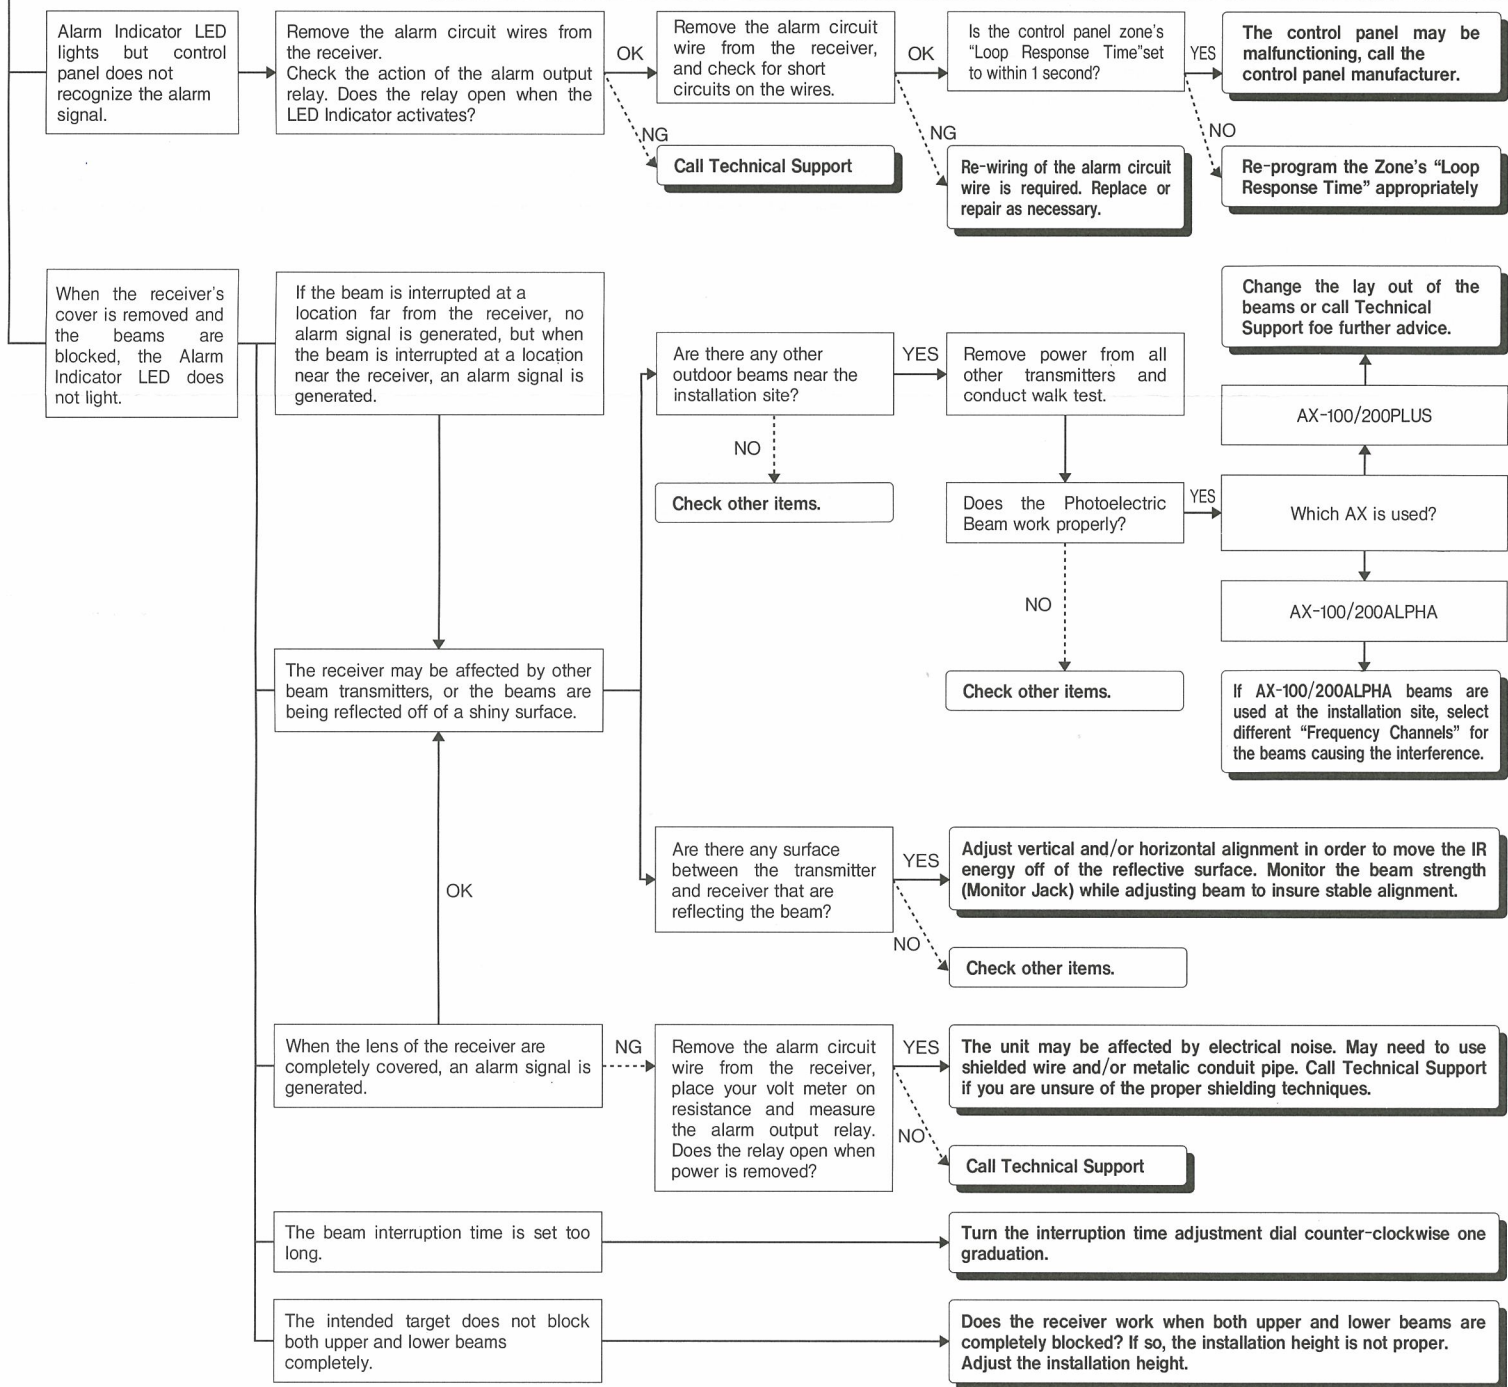 Alarm Indicator LED
lights but control
panel does not
recognize the alarm
signal.
Remove the alarm circuit wires from
the receiver.
Check the action of the alarm output
relay. Does the relay open when the
LED Indicator activates?
OK
NG
Call Technical Support
Remove the alarm circuit
wire from the receiver,
and check for short
circuits on the wires.
OK
NG
Re-wiring of the alarm circuit
wire is required. Replace or
repair as necessary.
Is the control panel zone's
“Loop Response Time”set
to within 1 second?
YES
The control panel may be
malfunctioning, call the
control panel manufacturer.
NO
Re-program the Zone's “Loop
Response Time” appropriately
When the receiver's
cover is removed and
the beams are
blocked, the Alarm
Indicator LED does
not light.
If the beam is interrupted at a
location far from the receiver, no
alarm signal is generated, but when
the beam is interrupted at a location
near the receiver, an alarm signal is
generated.
The receiver may be affected by other
beam transmitters, or the beams are
being reflected off of a shiny surface.
Are there any other
outdoor beams near the
installation site?
YES
NO
Check other items.
Remove power from all
other transmitters and
conduct walk test.
Does the Photoelectric
Beam work properly?
YES
NO
Check other items.
Change the lay out of the
beams or call Technical
Support foe further advice.
AX-100/200PLUS
Which AX is used?
AX-100/200ALPHA
If AX-100/200ALPHA beams are
used at the installation site, select
different “Frequency Channels” for
the beams causing the interference.
Are there any surface
between the transmitter
and receiver that are
reflecting the beam?
YES
Adjust vertical and/or horizontal alignment in order to move the IR
energy off of the reflective surface. Monitor the beam strength
(Monitor Jack) while adjusting beam to insure stable alignment.
NO
Check other items.
OK
When the lens of the receiver are
completely covered, an alarm signal is
generated.
NG
Remove the alarm circuit
wire from the receiver,
place your volt meter on
resistance and measure
the alarm output relay.
Does the relay open when
power is removed?
YES
The unit may be affected by electrical noise. May need to use
shielded wire and/or metalic conduit pipe. Call Technical Support
if you are unsure of the proper shielding techniques.
NO
Call Technical Support
The beam interruption time is set too
long.
Turn the interruption time adjustment dial counter-clockwise one
graduation.
The intended target does not block
both upper and lower beams
completely.
Does the receiver work when both upper and lower beams are
completely blocked? If so, the installation height is not proper.
Adjust the installation height.